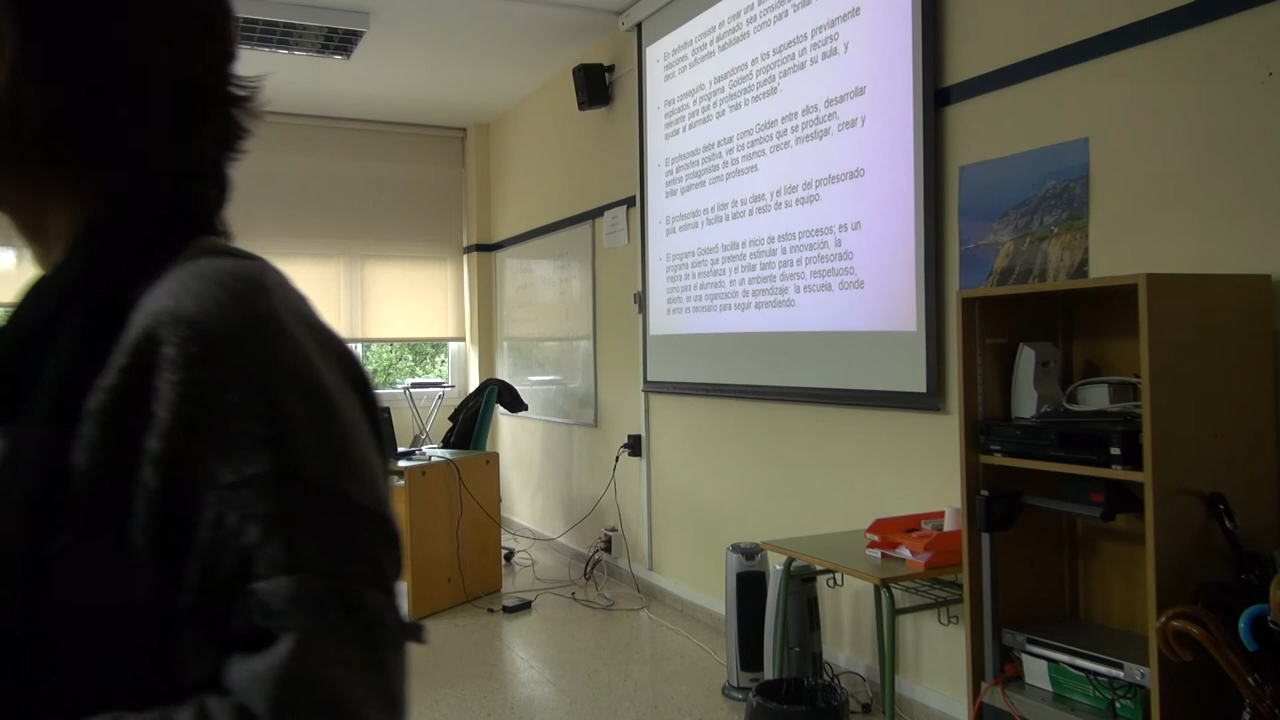 • En definitiva consiste en crear una
relaciones, donde el alumnado sea
decir, con suficientes habilidades como para "brillar
• Para conseguirlo, y basandonos en los supuestos previamente
explicados, el programa Golden5 proporciona un recurso
relevante para que el profesorado pueda cambiar su aula, y
ayudar al alumnado que "más lo necesite".
• El profesorado debe actuar como Golden entre ellos, desarrollar
una atmósfera positiva, ver los cambios que se producen,
sentirse protagonistas de los mismos, crecer, investigar, crear y
brillar igualmente como profesores.
• El profesorado es el líder de su clase, y el líder del profesorado
guía, estimula y facilita la labor al resto de su equipo.
• El programa Golden5 facilita el inicio de estos procesos; es un
programa abierto que pretende estimular la innovación, la
mejora de la enseñanza y el brillar tanto para el profesorado
como para el alumnado, en un ambiente diverso, respetuoso,
abierto, en una organización de aprendizaje: la escuela, donde
el error es necesario para seguir aprendiendo.